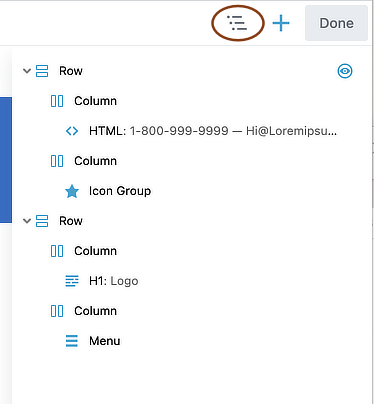 Done
Row
Column
HTML: 1-800-999-9999 — Hi@Loremipsu...
Column
Icon Group
Row
Column
H1: Logo
Column
Menu